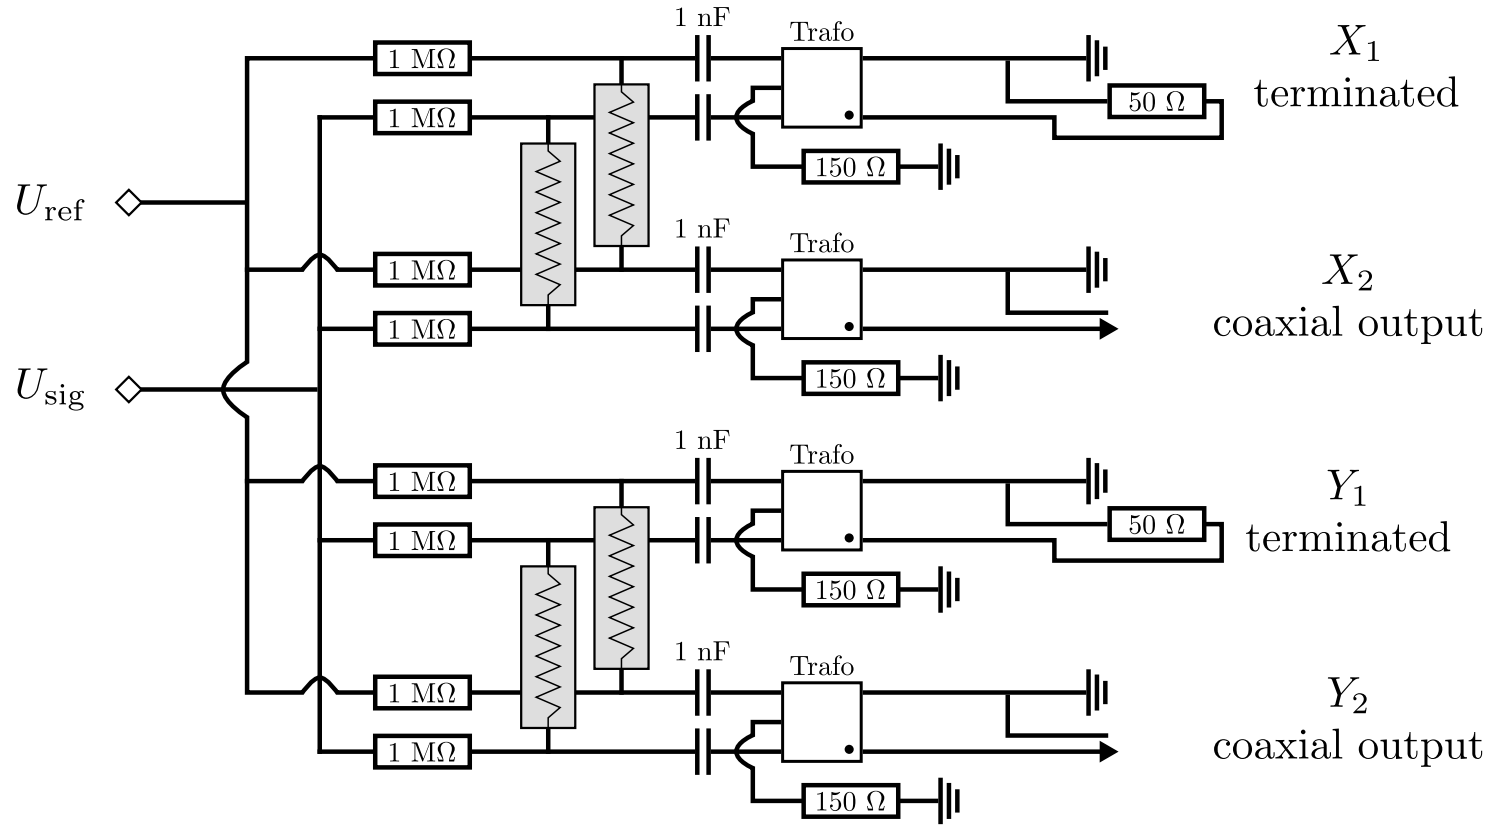 1 nF
Trafo
1 MΩ
X₁
terminated
50 Ω
1 MΩ
150 Ω
U_ref
1 nF
Trafo
1 MΩ
X₂
coaxial output
1 MΩ
150 Ω
U_sig
1 nF
Trafo
1 MΩ
Y₁
terminated
50 Ω
1 MΩ
150 Ω
1 nF
Trafo
1 MΩ
Y₂
coaxial output
1 MΩ
150 Ω